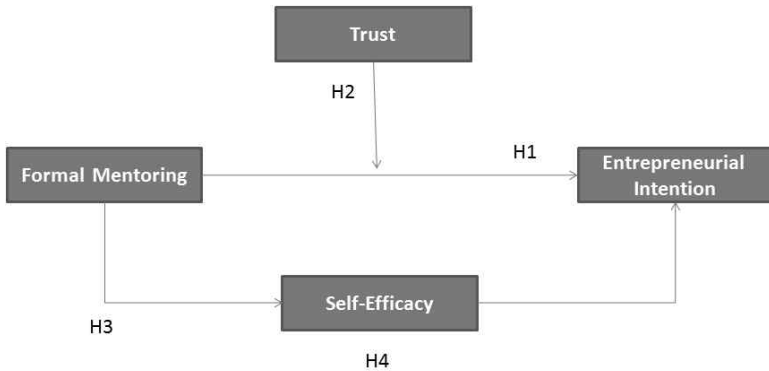 Trust
H2
H1
Formal Mentoring
Entrepreneurial
Intention
Self-Efficacy
H3
H4